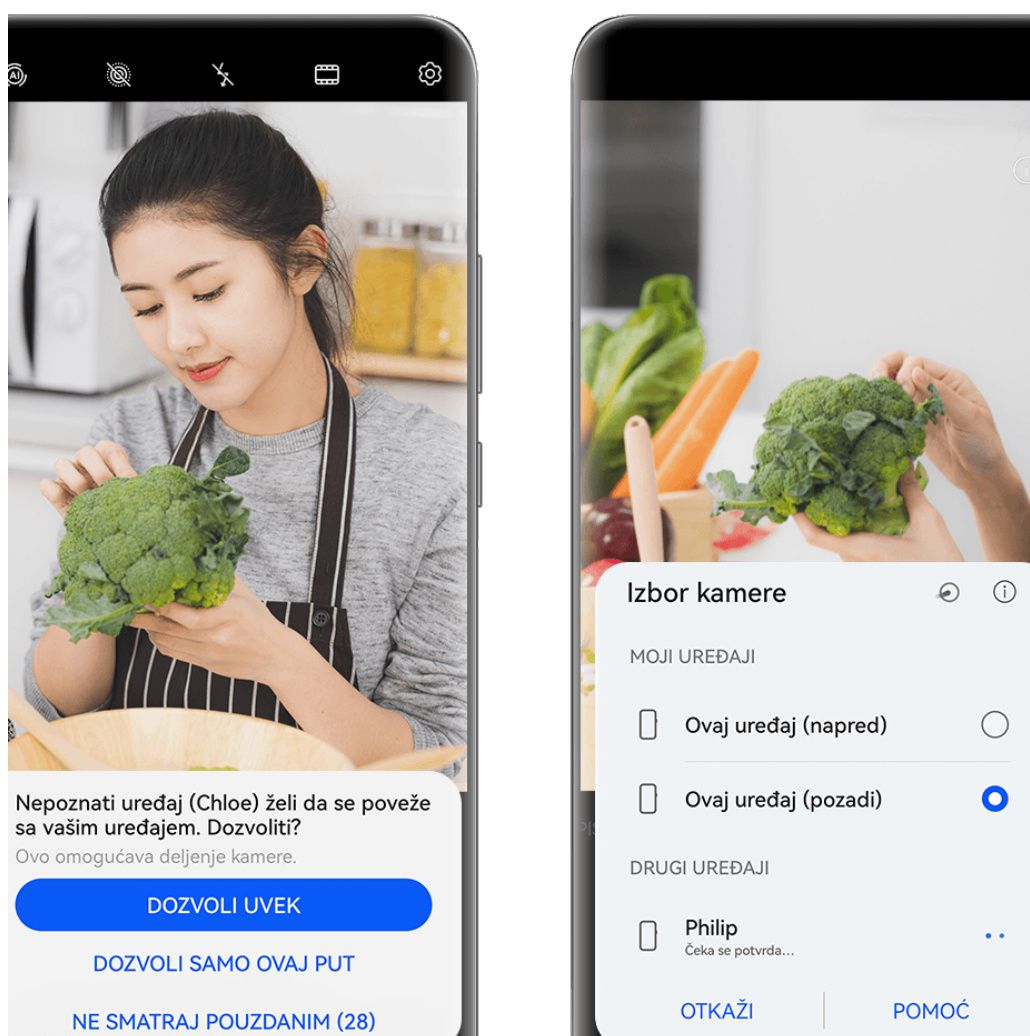 AI
Nepoznati uređaj (Chloe) želi da se poveže
sa vašim uređajem. Dozvoliti?
Ovo omogućava deljenje kamere.
DOZVOLI UVEK
DOZVOLI SAMO OVAJ PUT
NE SMATRAJ POUZDANIM (28)
Izbor kamere
MOJI UREĐAJI
Ovaj uređaj (napred)
Ovaj uređaj (pozadi)
DRUGI UREĐAJI
Philip
Čeka se potvrda...
OTKAŽI
POMOĆ